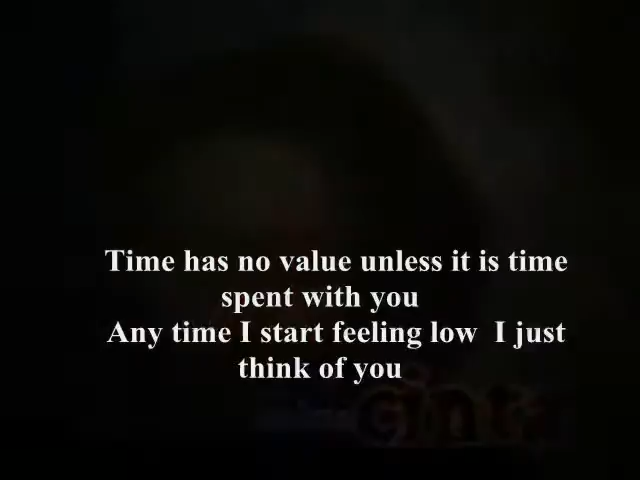 Time has no value unless it is time
spent with you
Any time I start feeling low I just
think of you
cinta